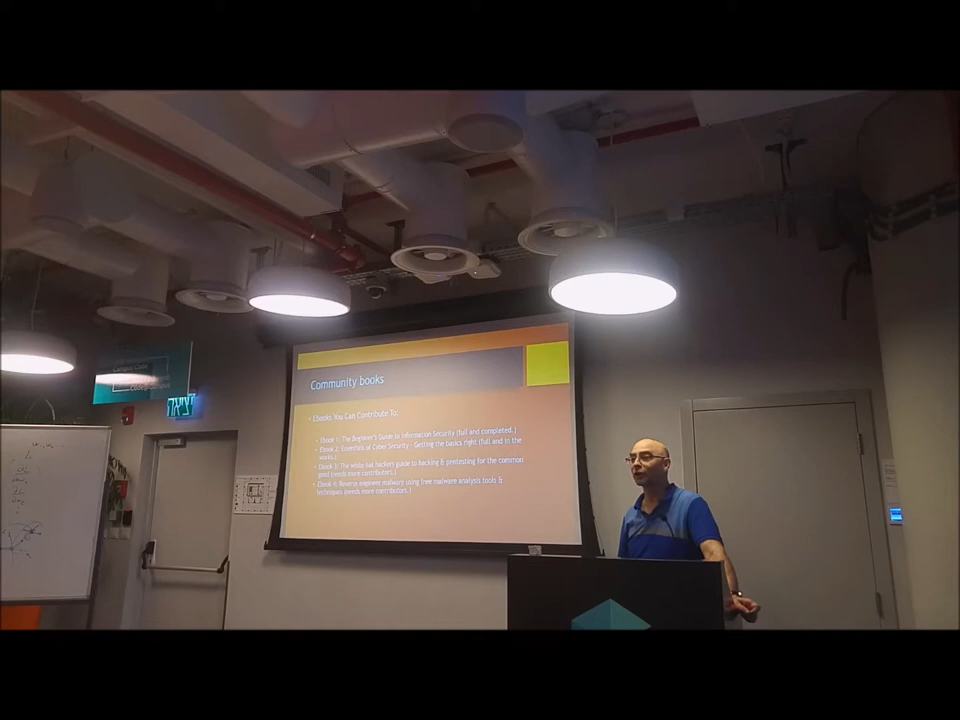 Community books
Ebooks You Can Contribute To:
Ebook 1: The Beginner's Guide to Information Security (full and completed.)
Ebook 2: Essentials of Cyber Security - Getting the basics right (full and in the
works.)
Ebook 3: The white hat hackers guide to hacking & pentesting for the common
good (needs more contributors.)
Ebook 4: Reverse engineer malware using free malware analysis tools &
techniques (needs more contributors.)
יציאה